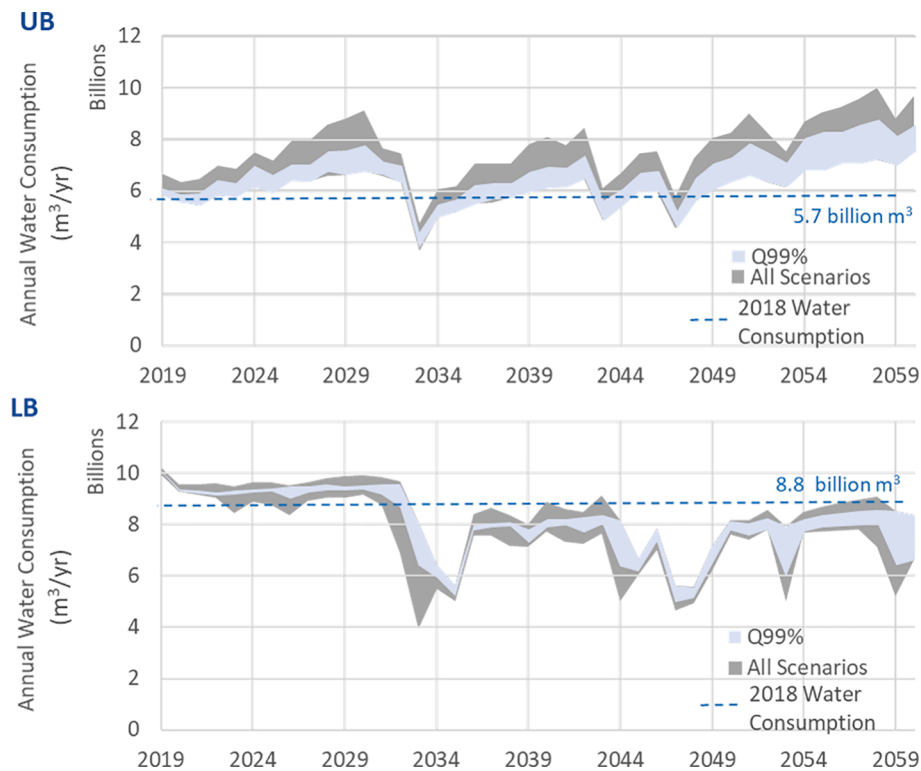 UB
Annual Water Consumption
(m³/yr)
Billions
12
10
8
6
4
2
0
5.7 billion m³
Q99%
All Scenarios
2018 Water
Consumption
2019 2024 2029 2034 2039 2044 2049 2054 2059
LB
Annual Water Consumption
(m³/yr)
Billions
12
10
8
6
4
2
0
8.8 billion m³
Q99%
All Scenarios
2018 Water
Consumption
2019 2024 2029 2034 2039 2044 2049 2054 2059